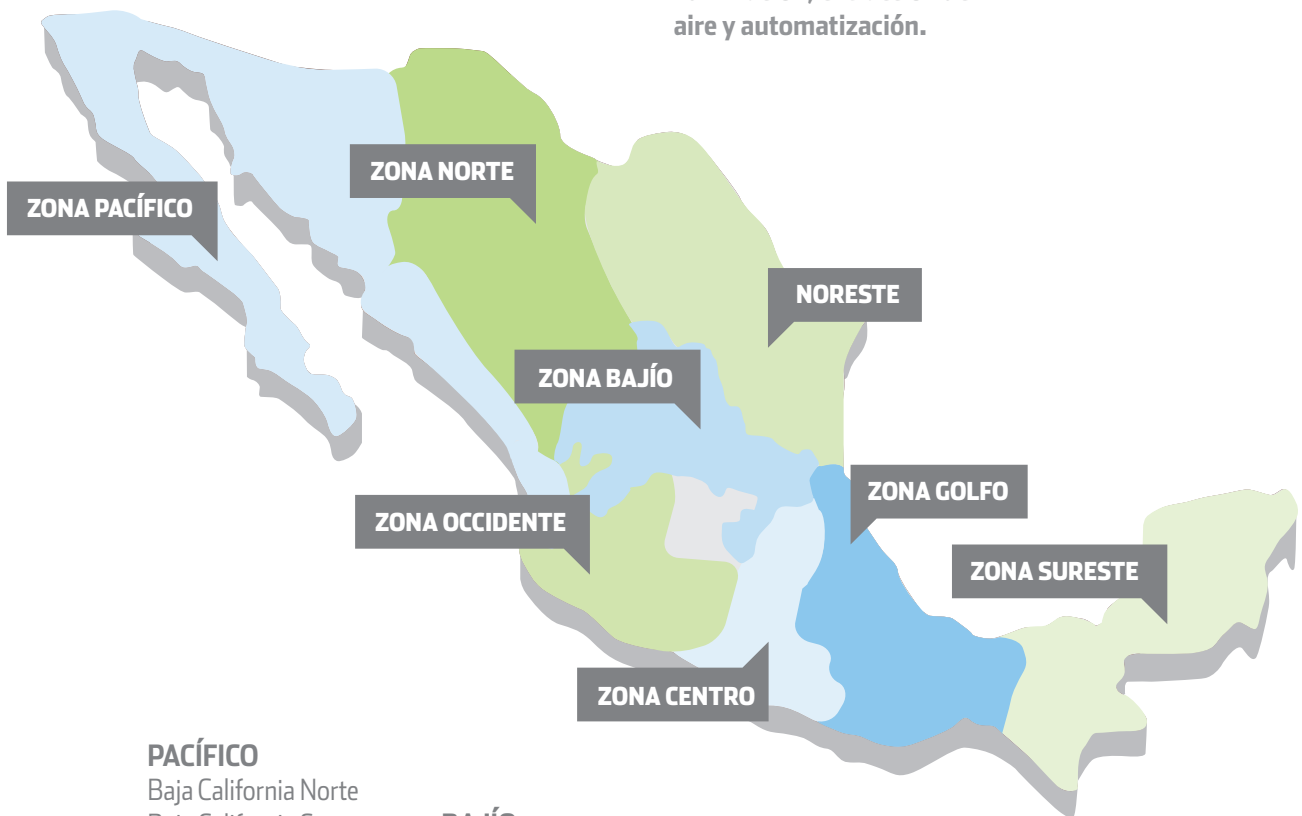 aire y automatización.
ZONA NORTE
ZONA PACÍFICO
NORESTE
ZONA BAJÍO
ZONA GOLFO
ZONA OCCIDENTE
ZONA SURESTE
ZONA CENTRO
PACÍFICO
Baja California Norte